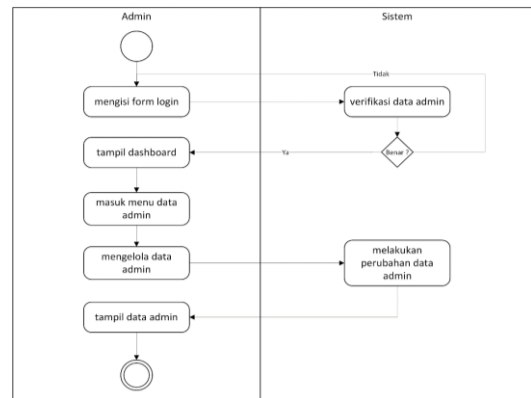 Admin
Sistem
Tidak
mengisi form login
verifikasi data admin
tampil dashboard
Ya
Benar ?
masuk menu data
admin
mengelola data
admin
melakukan
perubahan data
admin
tampil data admin